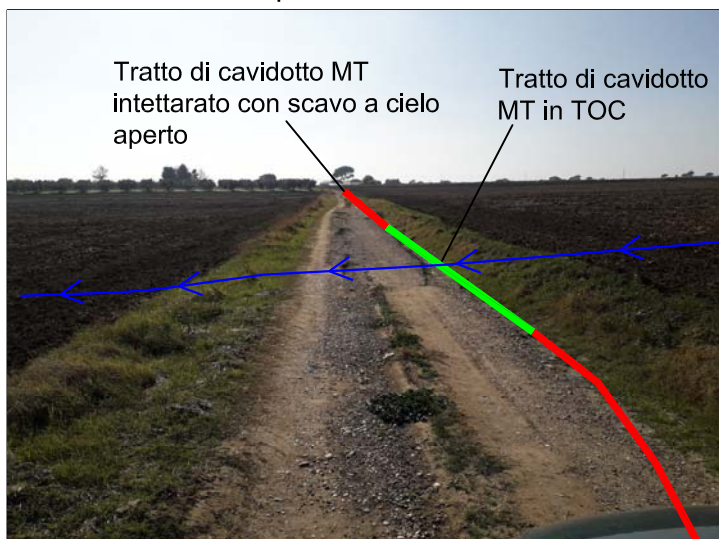 Tratto di cavidotto MT
intettarato con scavo a cielo
aperto
Tratto di cavidotto
MT in TOC